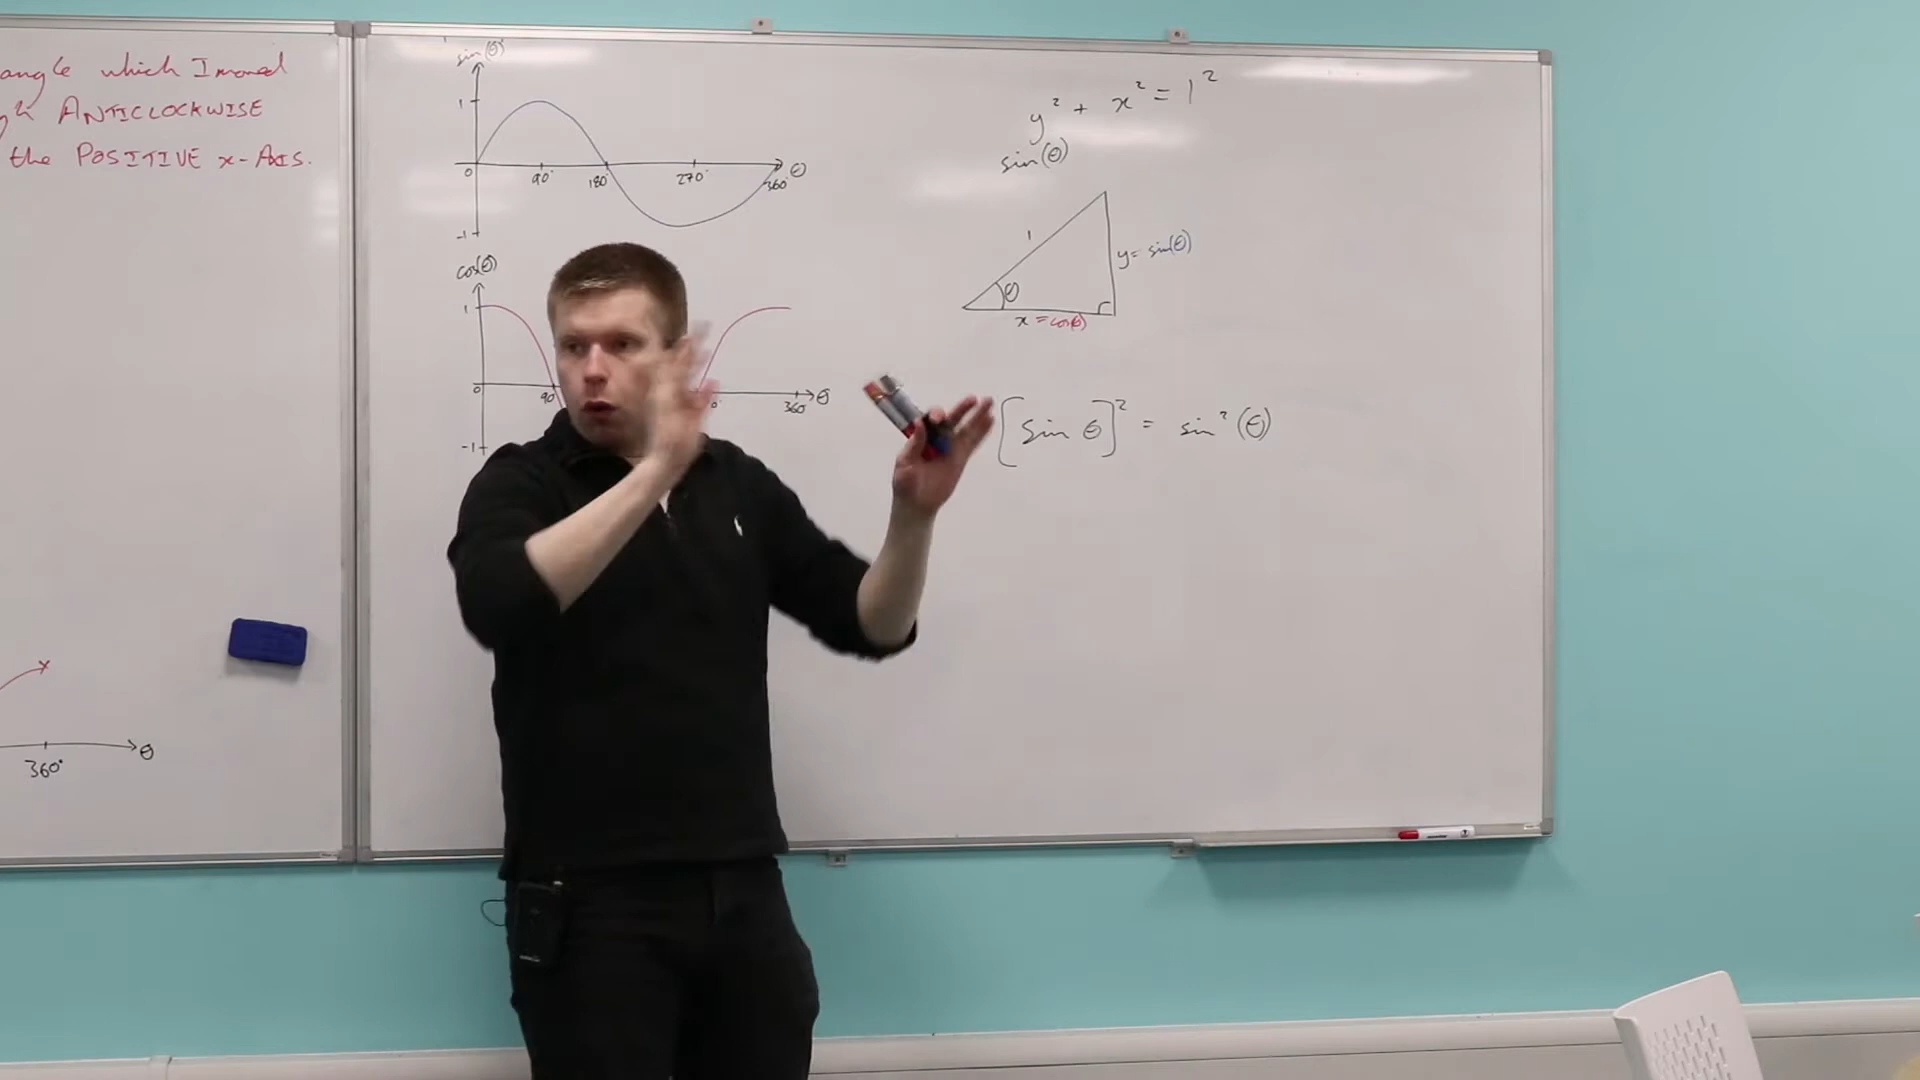 angle which I moved
ANTICLOCKWISE
the POSITIVE x-AXIS.
360°
θ
sin(θ)
1
0
90°
180°
270°
360°
θ
-1
cos(θ)
1
0
90
360°
θ
-1
y² + x² = 1²
sin(θ)
1
θ
y = sin(θ)
x = cos(θ)
[sin θ]² = sin²(θ)